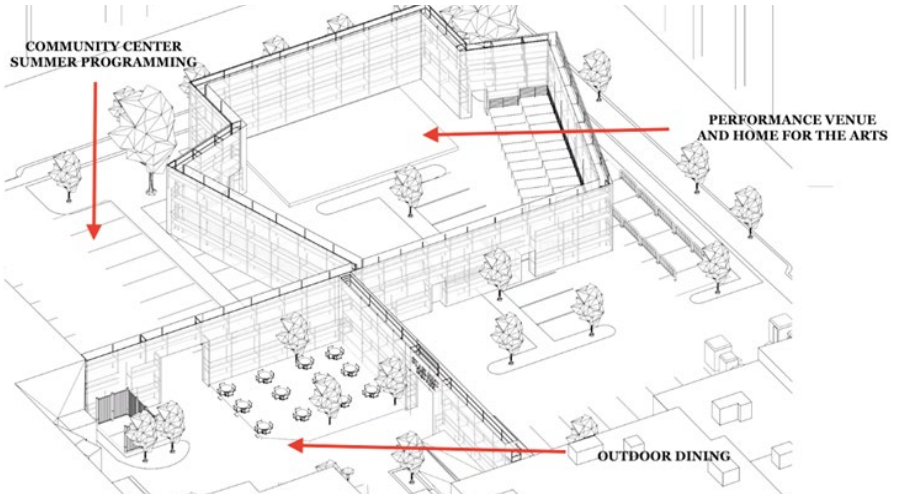 COMMUNITY CENTER
SUMMER PROGRAMMING
PERFORMANCE VENUE
AND HOME FOR THE ARTS
OUTDOOR DINING